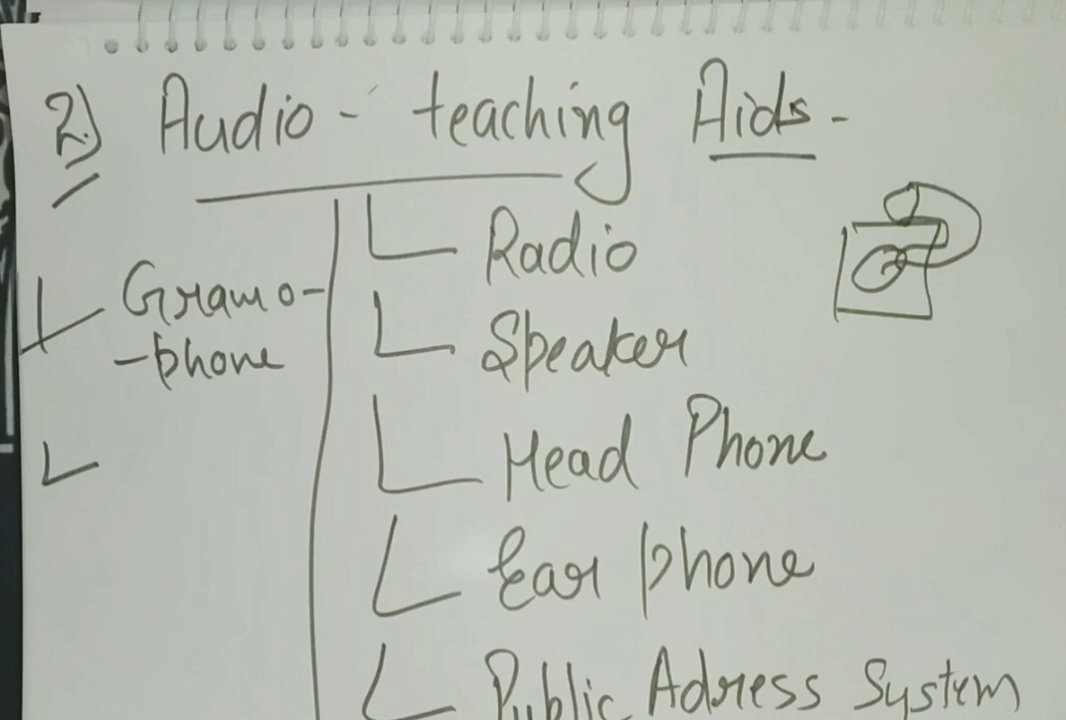 2) Audio - teaching Aids -
Radio
Gramo-
-phone
Speaker
Head Phone
Ear phone
Public Adress System